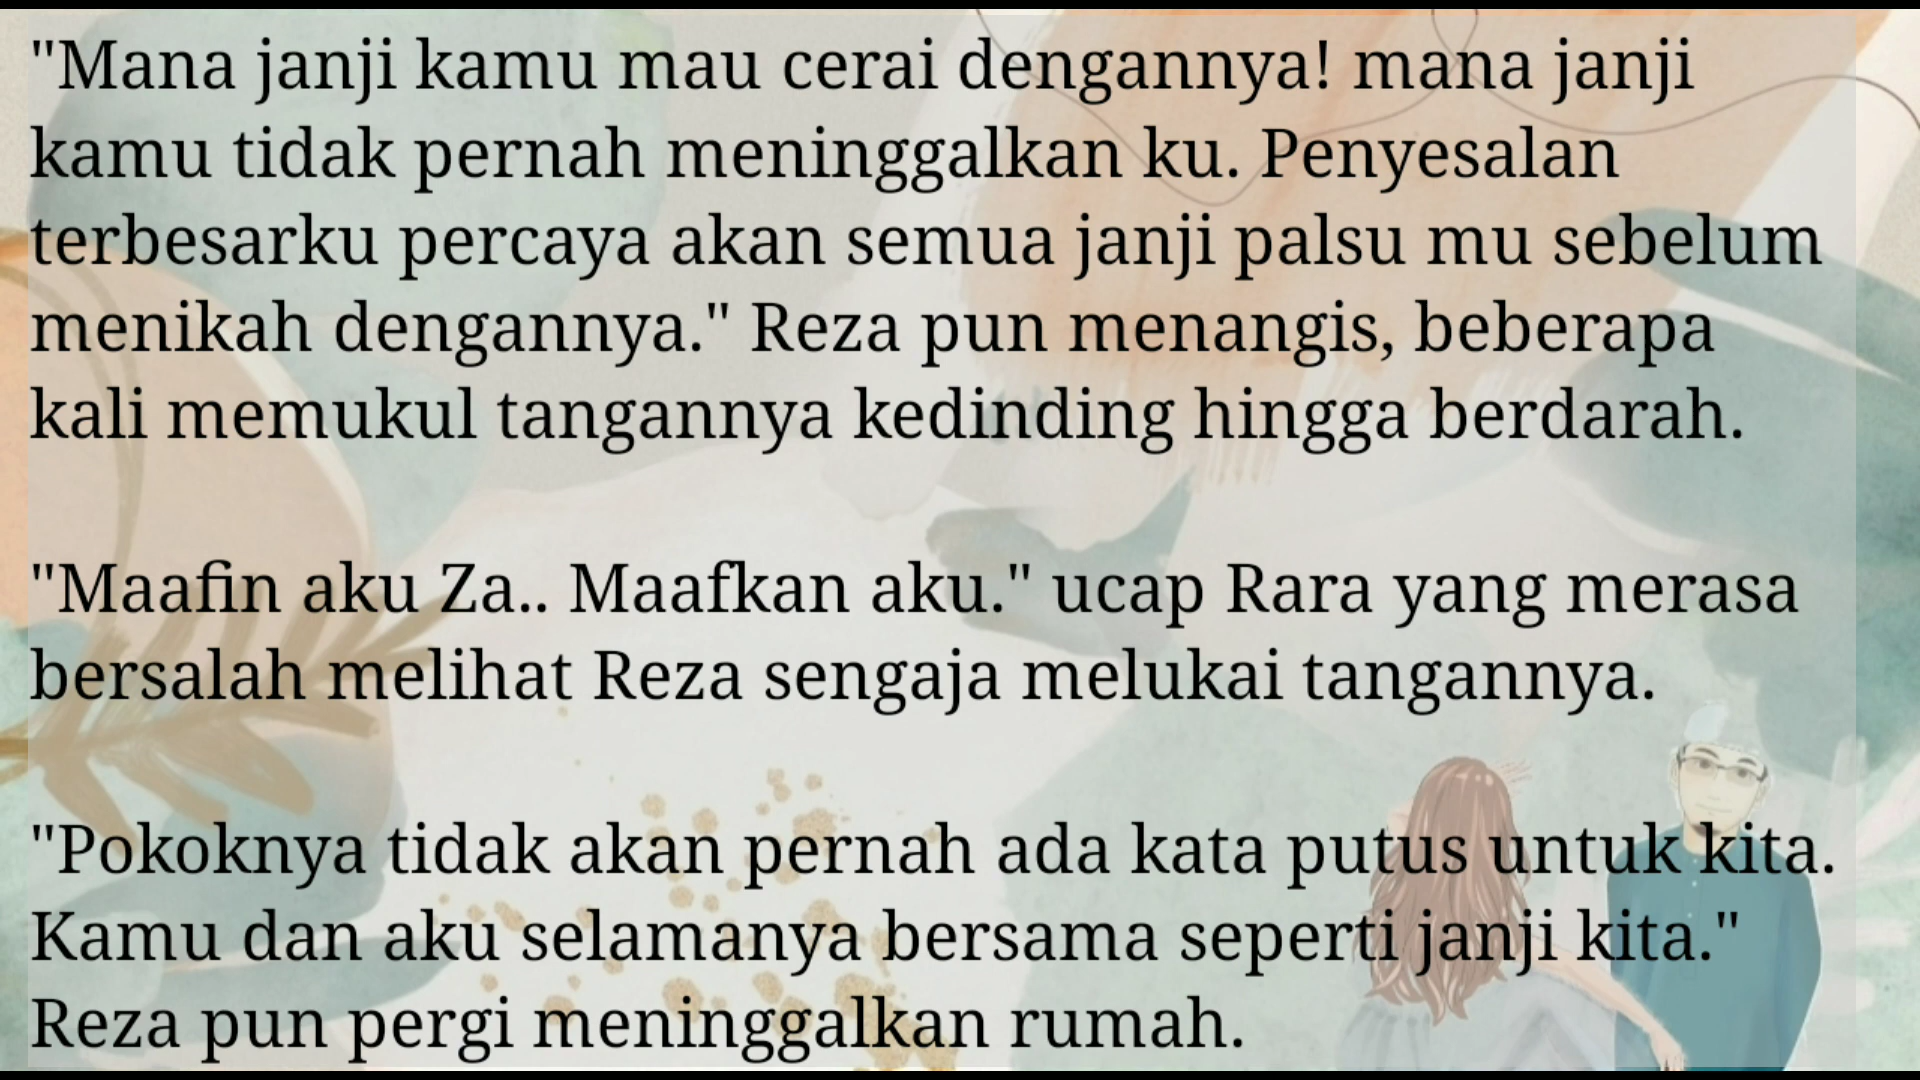 "Mana janji kamu mau cerai dengannya! mana janji
kamu tidak pernah meninggalkan ku. Penyesalan
terbesarku percaya akan semua janji palsu mu sebelum
menikah dengannya." Reza pun menangis, beberapa
kali memukul tangannya kedinding hingga berdarah.
"Maafin aku Za.. Maafkan aku." ucap Rara yang merasa
bersalah melihat Reza sengaja melukai tangannya.
"Pokoknya tidak akan pernah ada kata putus untuk kita.
Kamu dan aku selamanya bersama seperti janji kita."
Reza pun pergi meninggalkan rumah.